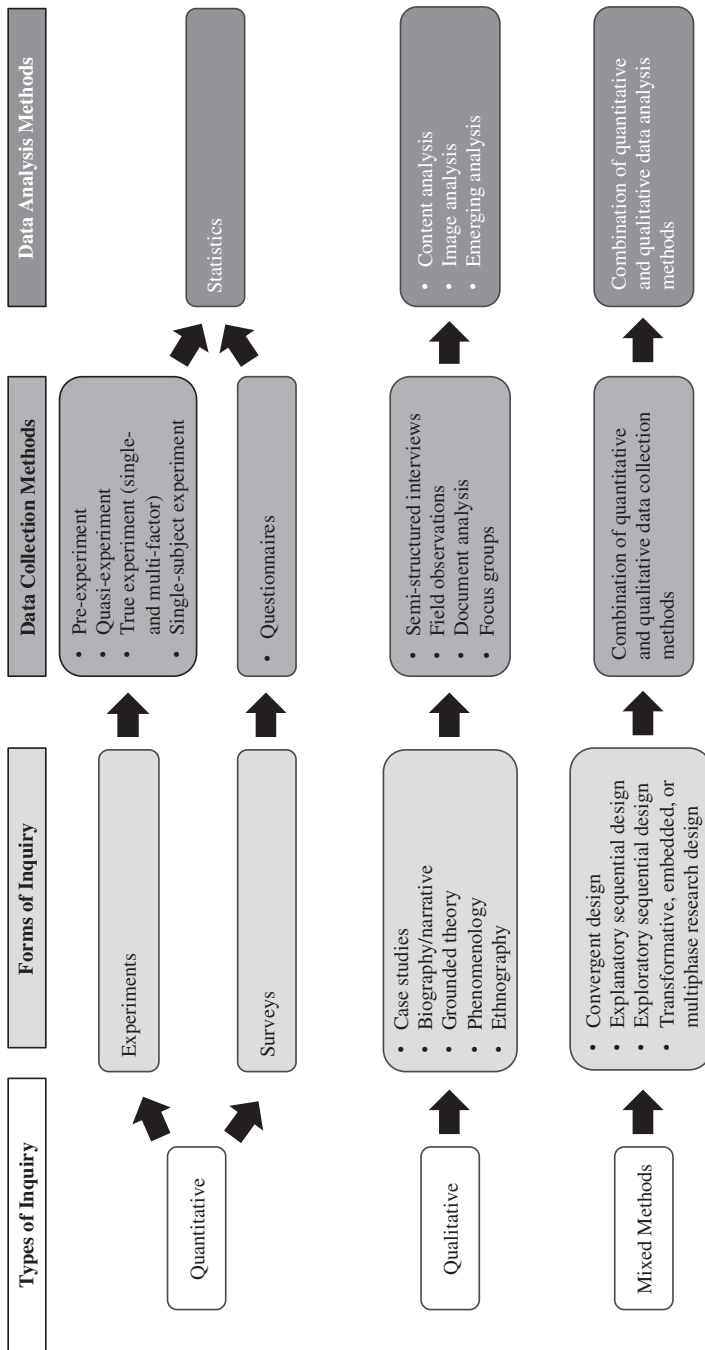 Types of Inquiry
Forms of Inquiry
Data Collection Methods
Data Analysis Methods
Quantitative
Experiments
• Pre-experiment
• Quasi-experiment
• True experiment (single-
and multi-factor)
• Single-subject experiment
Surveys
• Questionnaires
Statistics
Qualitative
• Case studies
• Biography/narrative
• Grounded theory
• Phenomenology
• Ethnography
• Semi-structured interviews
• Field observations
• Document analysis
• Focus groups
• Content analysis
• Image analysis
• Emerging analysis
Mixed Methods
• Convergent design
• Explanatory sequential design
• Exploratory sequential design
• Transformative, embedded, or
multiphase research design
Combination of quantitative
and qualitative data collection
methods
Combination of quantitative
and qualitative data analysis
methods